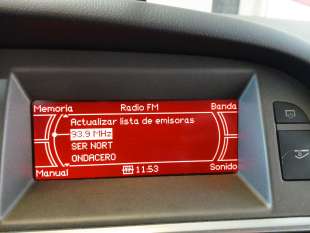 Memoria Radio FM Banda
Actualizar lista de emisoras
93.9 MHz
SER NORT
ONDACERO
Manual 11:53 Sonido